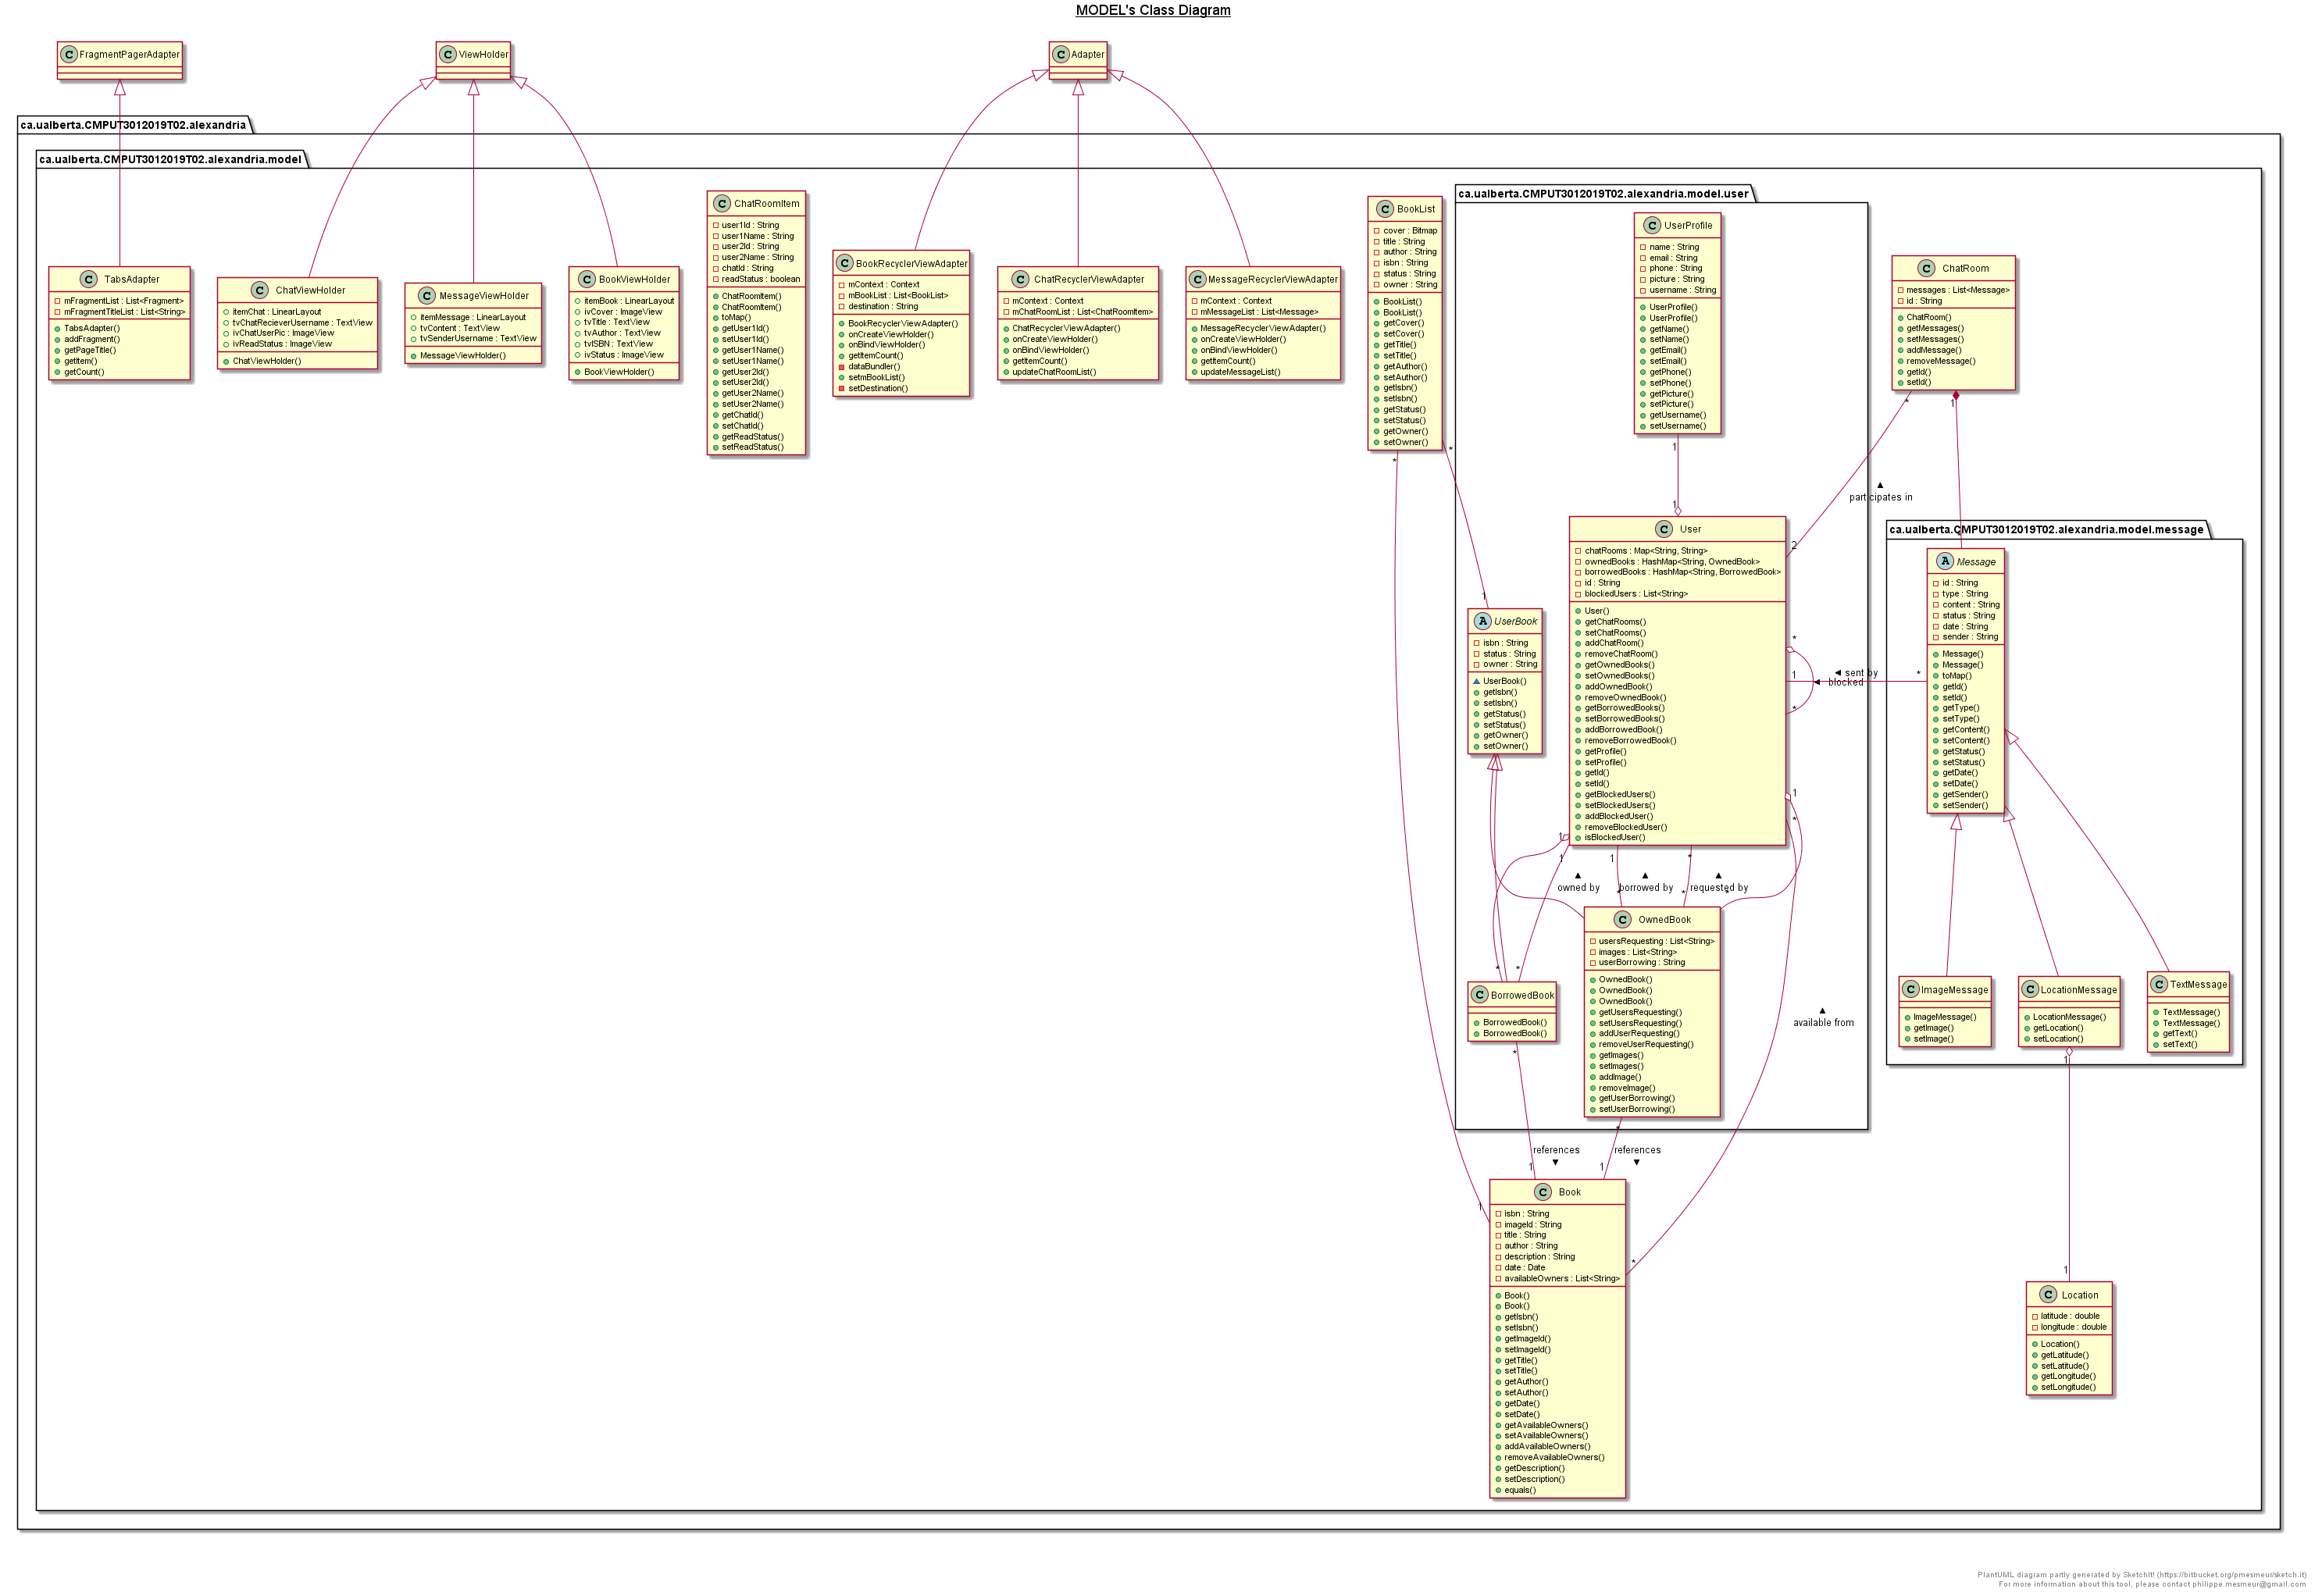 MODEL's Class Diagram
FragmentPagerAdapter
ViewHolder
Adapter
ca.ualberta.CMPUT3012019T02.alexandria
ca.ualberta.CMPUT3012019T02.alexandria.model
TabsAdapter
mFragmentList : List<Fragment>
mFragmentTitleList : List<String>
TabsAdapter()
addFragment()
getPageTitle()
getItem()
getCount()
ChatViewHolder
itemChat : LinearLayout
tvChatRecieverUsername : TextView
ivChatUserPic : ImageView
ivReadStatus : ImageView
ChatViewHolder()
MessageViewHolder
itemMessage : LinearLayout
tvContent : TextView
tvSenderUsername : TextView
MessageViewHolder()
BookViewHolder
itemBook : LinearLayout
ivCover : ImageView
tvTitle : TextView
tvAuthor : TextView
tvISBN : TextView
ivStatus : ImageView
BookViewHolder()
ChatRoomItem
user1Id : String
user1Name : String
user2Id : String
user2Name : String
chatId : String
readStatus : boolean
ChatRoomItem()
ChatRoomItem()
toMap()
getUser1Id()
setUser1Id()
getUser1Name()
setUser1Name()
getUser2Id()
setUser2Id()
getUser2Name()
setUser2Name()
getChatId()
setChatId()
getReadStatus()
setReadStatus()
BookRecyclerViewAdapter
mContext : Context
mBookList : List<BookList>
destination : String
BookRecyclerViewAdapter()
onCreateViewHolder()
onBindViewHolder()
getItemCount()
dataBundler()
setmBookList()
setDestination()
ChatRecyclerViewAdapter
mContext : Context
mChatRoomList : List<ChatRoomItem>
ChatRecyclerViewAdapter()
onCreateViewHolder()
onBindViewHolder()
getItemCount()
updateChatRoomList()
MessageRecyclerViewAdapter
mContext : Context
mMessageList : List<Message>
MessageRecyclerViewAdapter()
onCreateViewHolder()
onBindViewHolder()
getItemCount()
updateMessageList()
BookList
cover : Bitmap
title : String
author : String
isbn : String
status : String
owner : String
BookList()
BookList()
getCover()
setCover()
getTitle()
setTitle()
getAuthor()
setAuthor()
getIsbn()
setIsbn()
getStatus()
setStatus()
getOwner()
setOwner()
ca.ualberta.CMPUT3012019T02.alexandria.model.user
UserProfile
name : String
email : String
phone : String
picture : String
username : String
UserProfile()
UserProfile()
getName()
setName()
getEmail()
setEmail()
getPhone()
setPhone()
getPicture()
setPicture()
getUsername()
setUsername()
ChatRoom
messages : List<Message>
id : String
ChatRoom()
getMessages()
setMessages()
addMessage()
removeMessage()
getId()
setId()
participates in
User
chatRooms : Map<String, String>
ownedBooks : HashMap<String, OwnedBook>
borrowedBooks : HashMap<String, BorrowedBook>
id : String
blockedUsers : List<String>
User()
getChatRooms()
setChatRooms()
addChatRoom()
removeChatRoom()
getOwnedBooks()
setOwnedBooks()
addOwnedBook()
removeOwnedBook()
getBorrowedBooks()
setBorrowedBooks()
addBorrowedBook()
removeBorrowedBook()
getProfile()
setProfile()
getId()
setId()
getBlockedUsers()
setBlockedUsers()
addBlockedUser()
removeBlockedUser()
isBlockedUser()
UserBook
isbn : String
status : String
owner : String
UserBook()
getIsbn()
setIsbn()
getStatus()
setStatus()
getOwner()
setOwner()
sent by
blocked
ca.ualberta.CMPUT3012019T02.alexandria.model.message
Message
id : String
type : String
content : String
status : String
date : String
sender : String
Message()
Message()
toMap()
getId()
setId()
getType()
setType()
getContent()
setContent()
getStatus()
setStatus()
getDate()
setDate()
getSender()
setSender()
owned by
borrowed by
requested by
available from
OwnedBook
usersRequesting : List<String>
images : List<String>
userBorrowing : String
OwnedBook()
OwnedBook()
OwnedBook()
getUsersRequesting()
setUsersRequesting()
addUserRequesting()
removeUserRequesting()
getImages()
setImages()
addImage()
removeImage()
getUserBorrowing()
setUserBorrowing()
BorrowedBook
BorrowedBook()
BorrowedBook()
ImageMessage
ImageMessage()
getImage()
setImage()
LocationMessage
LocationMessage()
getLocation()
setLocation()
TextMessage
TextMessage()
TextMessage()
getText()
setText()
references
references
Book
isbn : String
imageId : String
title : String
author : String
description : String
date : Date
availableOwners : List<String>
Book()
Book()
getIsbn()
setIsbn()
getImageId()
setImageId()
getTitle()
setTitle()
getAuthor()
setAuthor()
getDate()
setDate()
getAvailableOwners()
setAvailableOwners()
addAvailableOwners()
removeAvailableOwners()
getDescription()
setDescription()
equals()
Location
latitude : double
longitude : double
Location()
getLatitude()
setLatitude()
getLongitude()
setLongitude()
PlantUML diagram partly generated by SketchIt! (https://bitbucket.org/pmesmeur/sketch.it)
For more information about this tool, please contact philippe.mesmeur@gmail.com